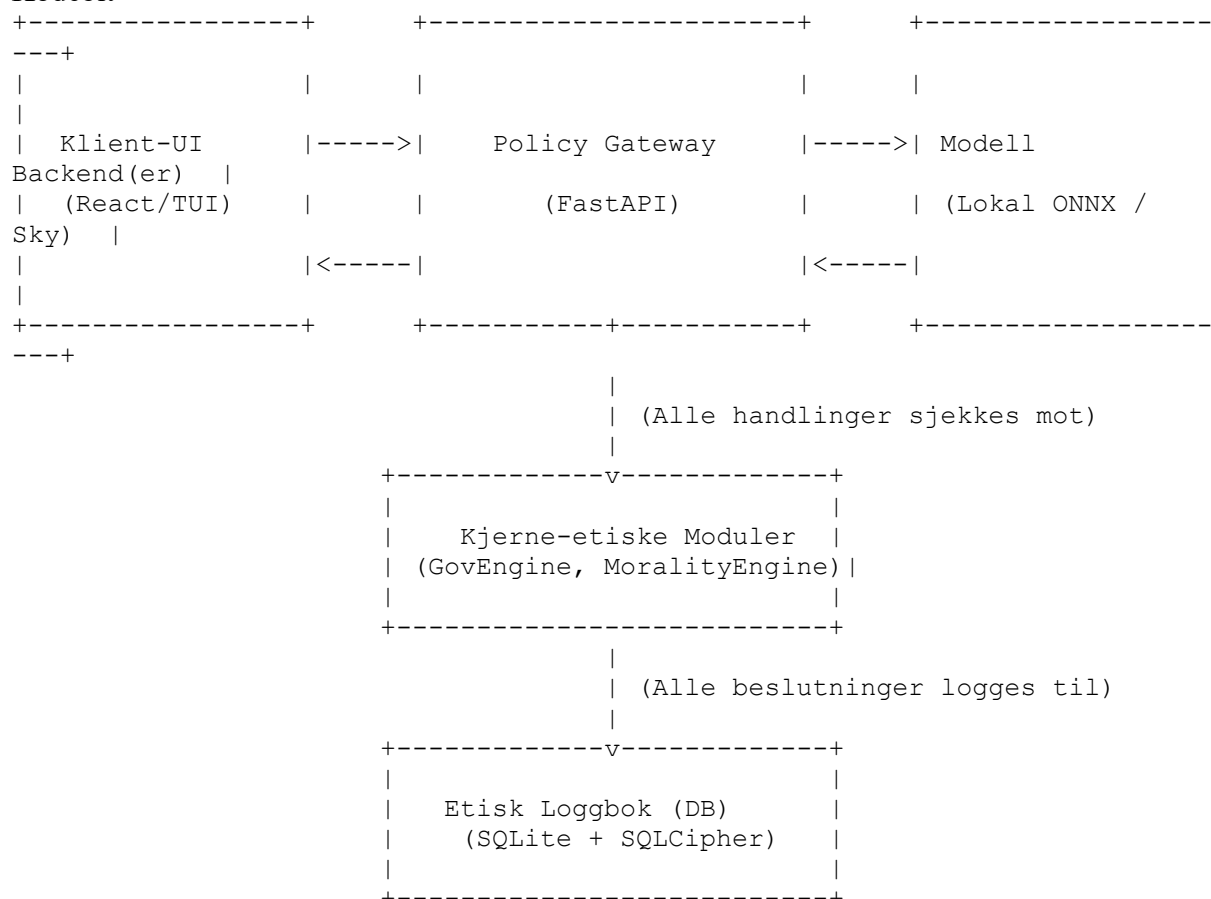 +-----------------+      +-----------------------+      +------------------
---+
|                 |      |                       |      |
|
|  Klient-UI      |----->|    Policy Gateway     |----->| Modell
Backend(er)  |
|  (React/TUI)    |      |       (FastAPI)       |      | (Lokal ONNX /
Sky)  |
|                 |<-----|                       |<-----|
|
+-----------------+      +-----------+-----------+      +------------------
---+
|
| (Alle handlinger sjekkes mot)
|
+-------------v-------------+
|                           |
|    Kjerne-etiske Moduler  |
| (GovEngine, MoralityEngine)|
|                           |
+---------------------------+
|
| (Alle beslutninger logges til)
|
+-------------v-------------+
|                           |
|   Etisk Loggbok (DB)      |
|    (SQLite + SQLCipher)   |
|                           |
+---------------------------+